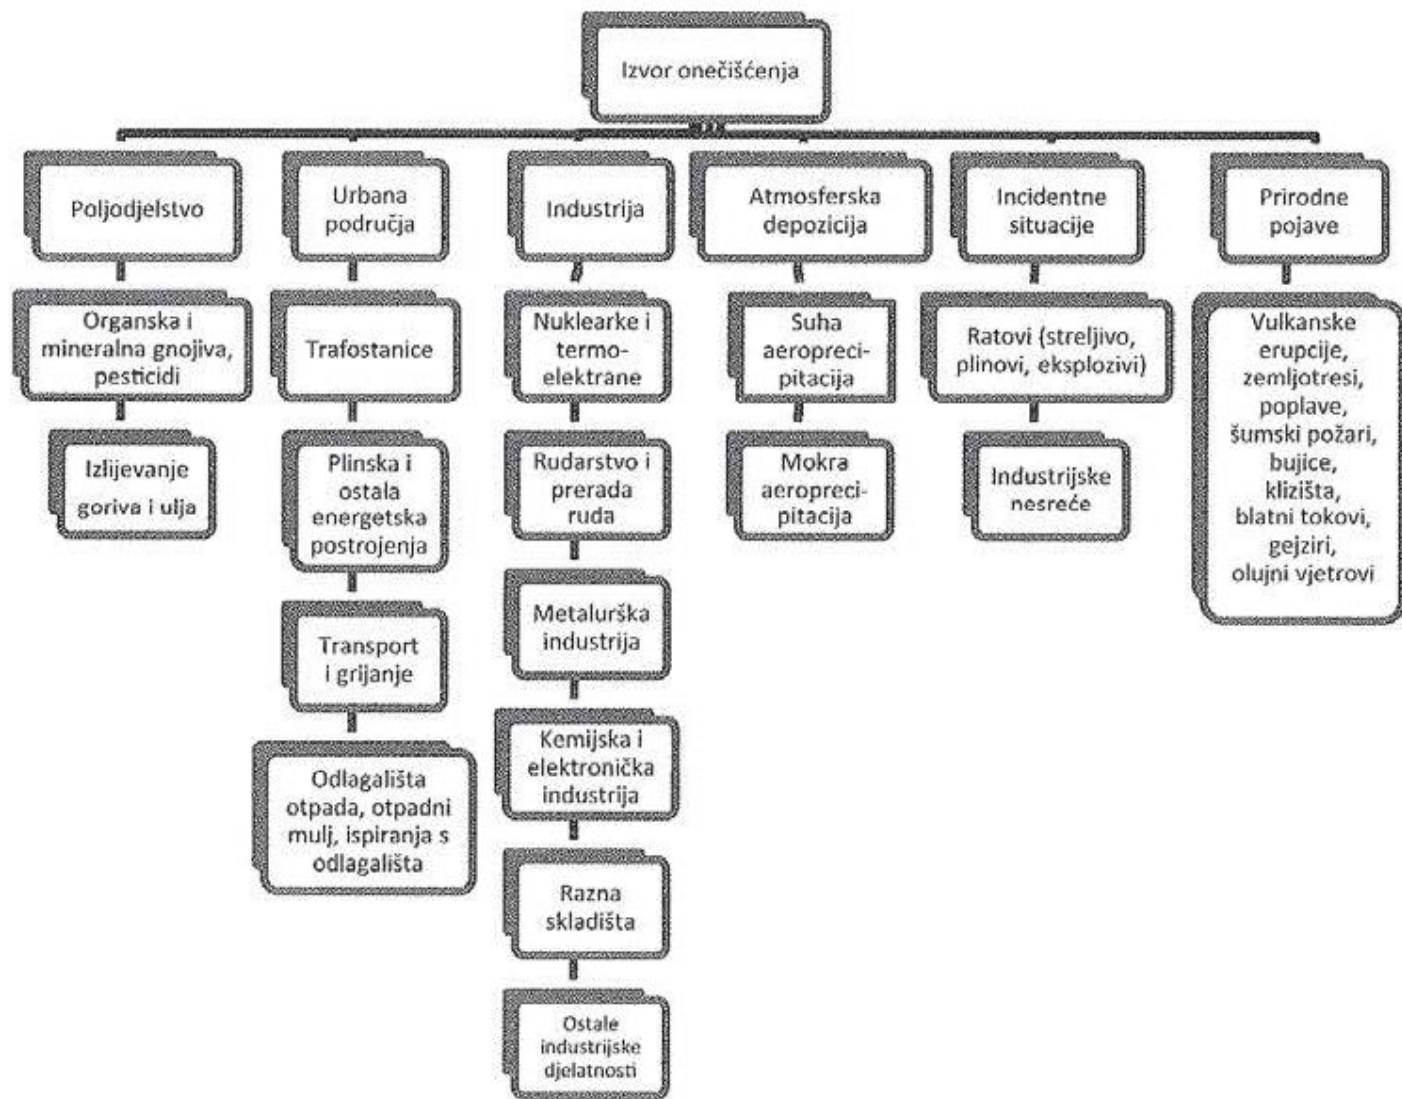 Izvor onečišćenja
Poljodjelstvo
Organska i
mineralna gnojiva,
pesticidi
Izlijevanje
goriva i ulja
Urbana
područja
Trafostanice
Plinska i
ostala
energetska
postrojenja
Transport
i grijanje
Odlagališta
otpada, otpadni
mulj, ispiranja s
odlagališta
Industrija
Nuklearke i
termo-
elektrane
Rudarstvo i
prerada
ruda
Metalurška
industrija
Kemijska i
elektronička
industrija
Razna
skladišta
Ostale
industrijske
djelatnosti
Atmosferska
depozicija
Suha
aeropreci-
pitacija
Mokra
aeropreci-
pitacija
Incidentne
situacije
Ratovi (streljivo,
plinovi, eksplozivi)
Industrijske
nesreće
Prirodne
pojave
Vulkanske
erupcije,
zemljotresi,
poplave,
šumski požari,
bujice,
klizišta,
blatni tokovi,
gejziri,
olujni vjetrovi